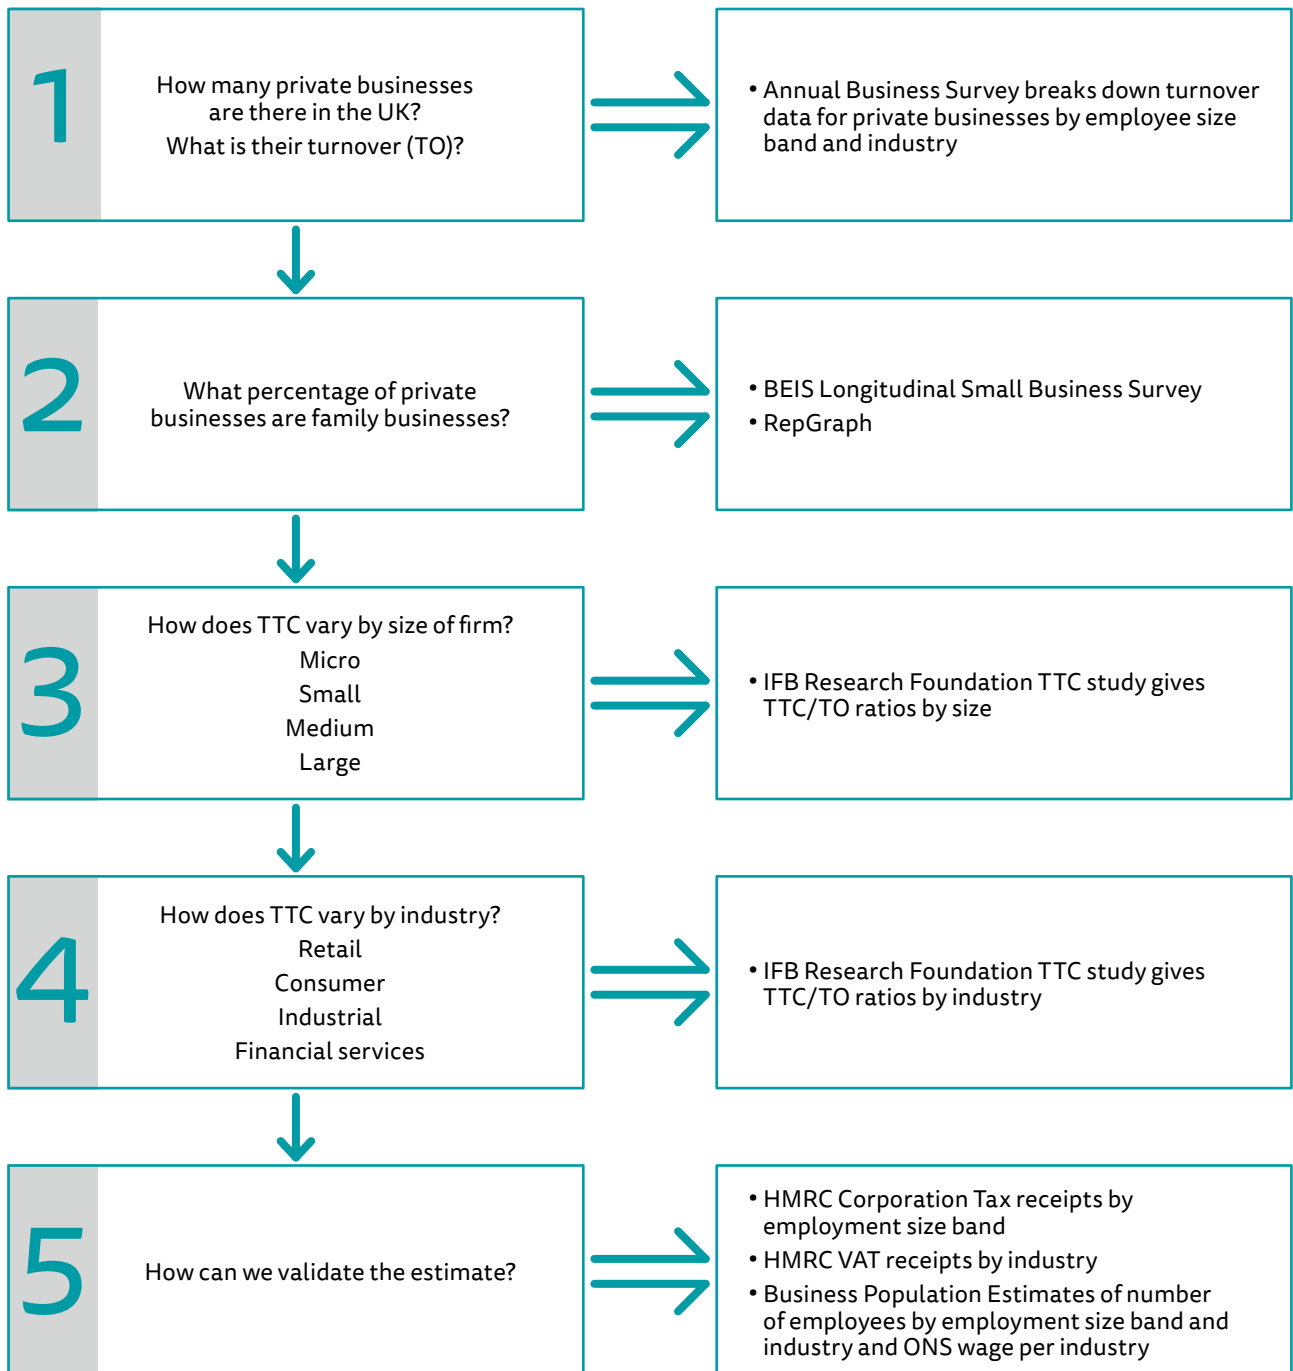 1
How many private businesses
are there in the UK?
What is their turnover (TO)?
• Annual Business Survey breaks down turnover
data for private businesses by employee size
band and industry
2
What percentage of private
businesses are family businesses?
• BEIS Longitudinal Small Business Survey
• RepGraph
3
How does TTC vary by size of firm?
Micro
Small
Medium
Large
• IFB Research Foundation TTC study gives
TTC/TO ratios by size
4
How does TTC vary by industry?
Retail
Consumer
Industrial
Financial services
• IFB Research Foundation TTC study gives
TTC/TO ratios by industry
5
How can we validate the estimate?
• HMRC Corporation Tax receipts by
employment size band
• HMRC VAT receipts by industry
• Business Population Estimates of number
of employees by employment size band and
industry and ONS wage per industry